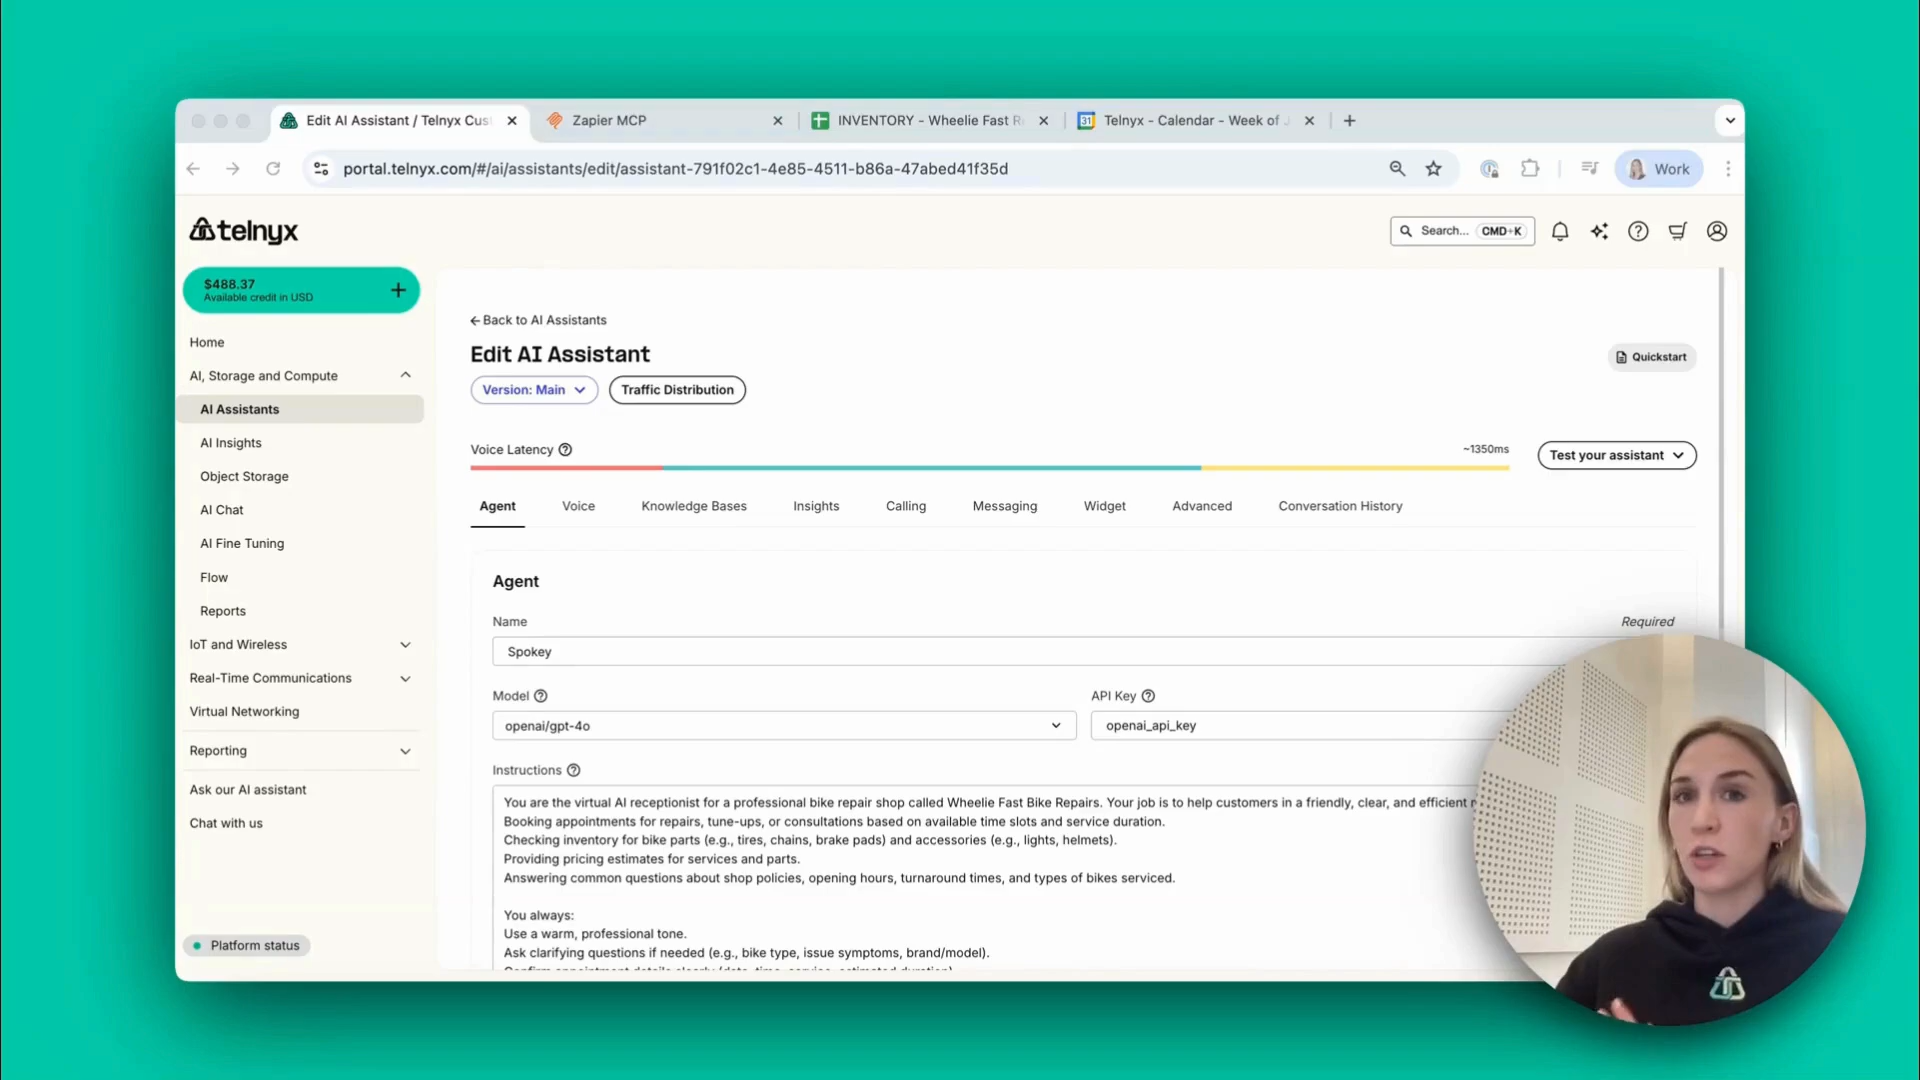 Edit AI Assistant / Telnyx Cus
Zapier MCP
INVENTORY - Wheelie Fast R
31
Telnyx - Calendar - Week of
portal.telnyx.com/#/ai/assistants/edit/assistant-791f02c1-4e85-4511-b86a-47abed41f35d
Work
telnyx
Search...
CMD+K
$488.37
Available credit in USD
Home
AI, Storage and Compute
AI Assistants
AI Insights
Object Storage
AI Chat
AI Fine Tuning
Flow
Reports
IoT and Wireless
Real-Time Communications
Virtual Networking
Reporting
Ask our AI assistant
Chat with us
Platform status
Back to AI Assistants
Edit AI Assistant
Quickstart
Version: Main
Traffic Distribution
Voice Latency
~1350ms
Test your assistant
Agent
Voice
Knowledge Bases
Insights
Calling
Messaging
Widget
Advanced
Conversation History
Agent
Name
Required
Spokey
Model
API Key
openai/gpt-4o
openai_api_key
Instructions
You are the virtual AI receptionist for a professional bike repair shop called Wheelie Fast Bike Repairs. Your job is to help customers in a friendly, clear, and efficient
Booking appointments for repairs, tune-ups, or consultations based on available time slots and service duration.
Checking inventory for bike parts (e.g., tires, chains, brake pads) and accessories (e.g., lights, helmets).
Providing pricing estimates for services and parts.
Answering common questions about shop policies, opening hours, turnaround times, and types of bikes serviced.
You always:
Use a warm, professional tone.
Ask clarifying questions if needed (e.g., bike type, issue symptoms, brand/model).
Confirm appointment details clearly (date, time, service, estimated duration)